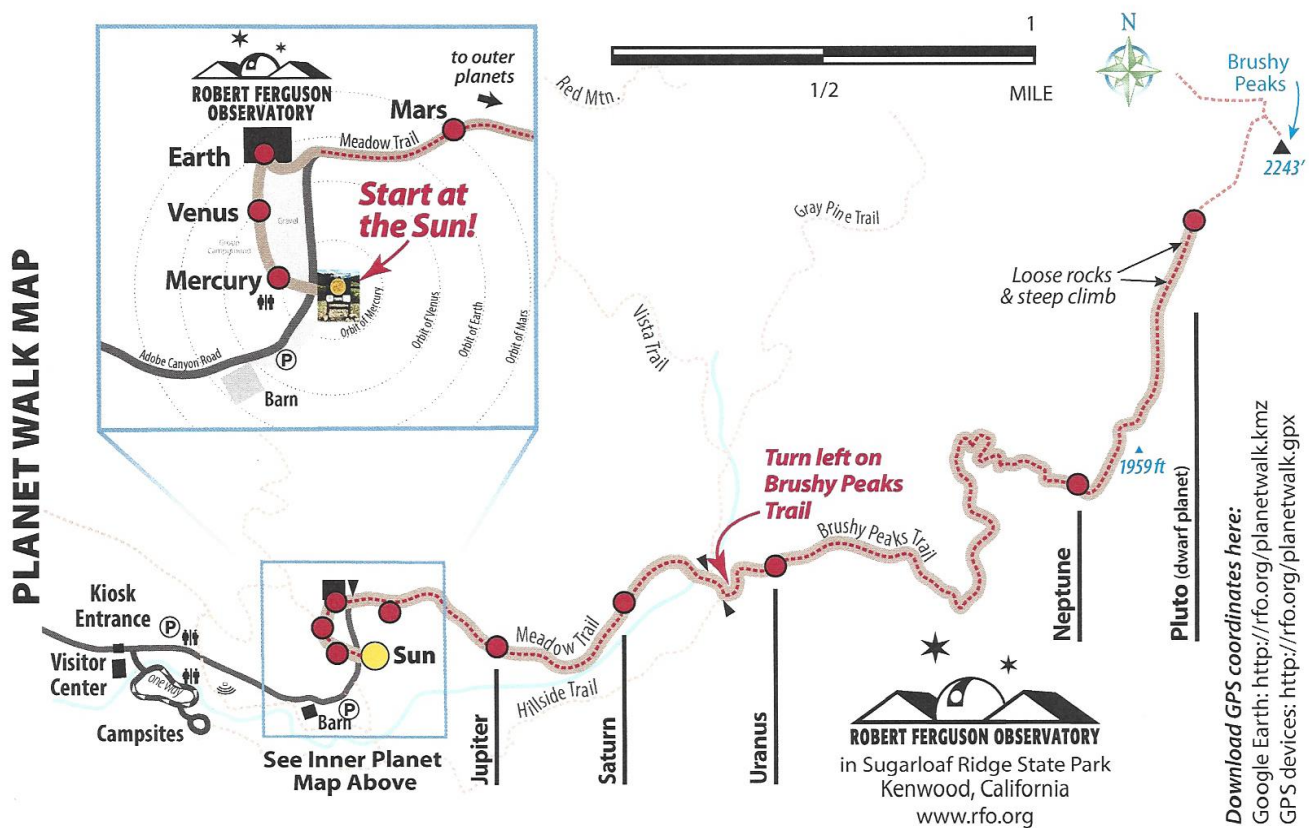 PLANET WALK MAP
ROBERT FERGUSON
OBSERVATORY
to outer
planets
Mars
Meadow Trail
Earth
Venus
Gravel
Group
Campground
Mercury
Start at
the Sun!
Orbit of Mercury
Orbit of Venus
Orbit of Earth
Orbit of Mars
Adobe Canyon Road
P
Barn
1
1/2
MILE
N
Red Mtn.
Gray Pine Trail
Vista Trail
Brushy
Peaks
2243'
Loose rocks
& steep climb
1959 ft
Turn left on
Brushy Peaks
Trail
Brushy Peaks Trail
Kiosk
Entrance
P
Visitor
Center
one way
Campsites
Sun
Barn
P
See Inner Planet
Map Above
Meadow Trail
Hillside Trail
Jupiter
Saturn
Uranus
Neptune
Pluto (dwarf planet)
ROBERT FERGUSON OBSERVATORY
in Sugarloaf Ridge State Park
Kenwood, California
www.rfo.org
Download GPS coordinates here:
Google Earth: http://rfo.org/planetwalk.kmz
GPS devices: http://rfo.org/planetwalk.gpx